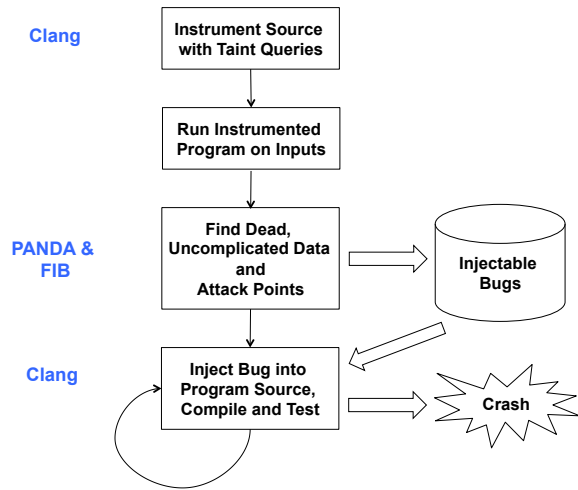 Clang
Instrument Source
with Taint Queries
Run Instrumented
Program on Inputs
PANDA &
FIB
Find Dead,
Uncomplicated Data
and
Attack Points
Injectable
Bugs
Clang
Inject Bug into
Program Source,
Compile and Test
Crash